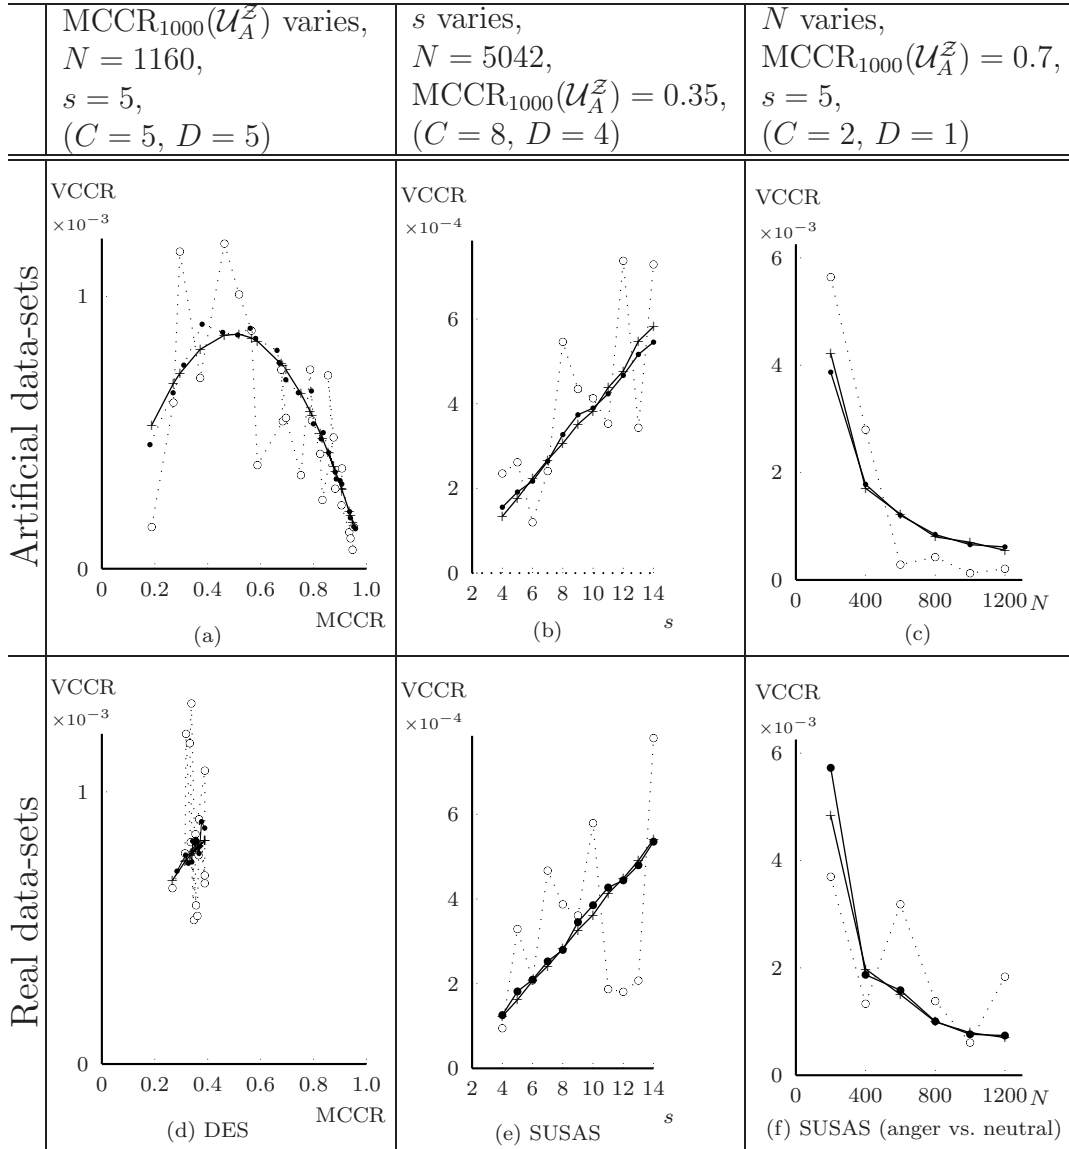 MCCR₁₀₀₀(𝒰_A^𝒵) varies,
N = 1160,
s = 5,
(C = 5, D = 5)
s varies,
N = 5042,
MCCR₁₀₀₀(𝒰_A^𝒵) = 0.35,
(C = 8, D = 4)
N varies,
MCCR₁₀₀₀(𝒰_A^𝒵) = 0.7,
s = 5,
(C = 2, D = 1)
Artificial data-sets
VCCR
×10⁻³
1
0
0 0.2 0.4 0.6 0.8 1.0
MCCR
(a)
VCCR
×10⁻⁴
6
4
2
0
2 4 6 8 10 12 14
s
(b)
VCCR
×10⁻³
6
4
2
0
0 400 800 1200 N
(c)
Real data-sets
VCCR
×10⁻³
1
0
0 0.2 0.4 0.6 0.8 1.0
MCCR
(d) DES
VCCR
×10⁻⁴
6
4
2
0
2 4 6 8 10 12 14
s
(e) SUSAS
VCCR
×10⁻³
6
4
2
0
0 400 800 1200 N
(f) SUSAS (anger vs. neutral)